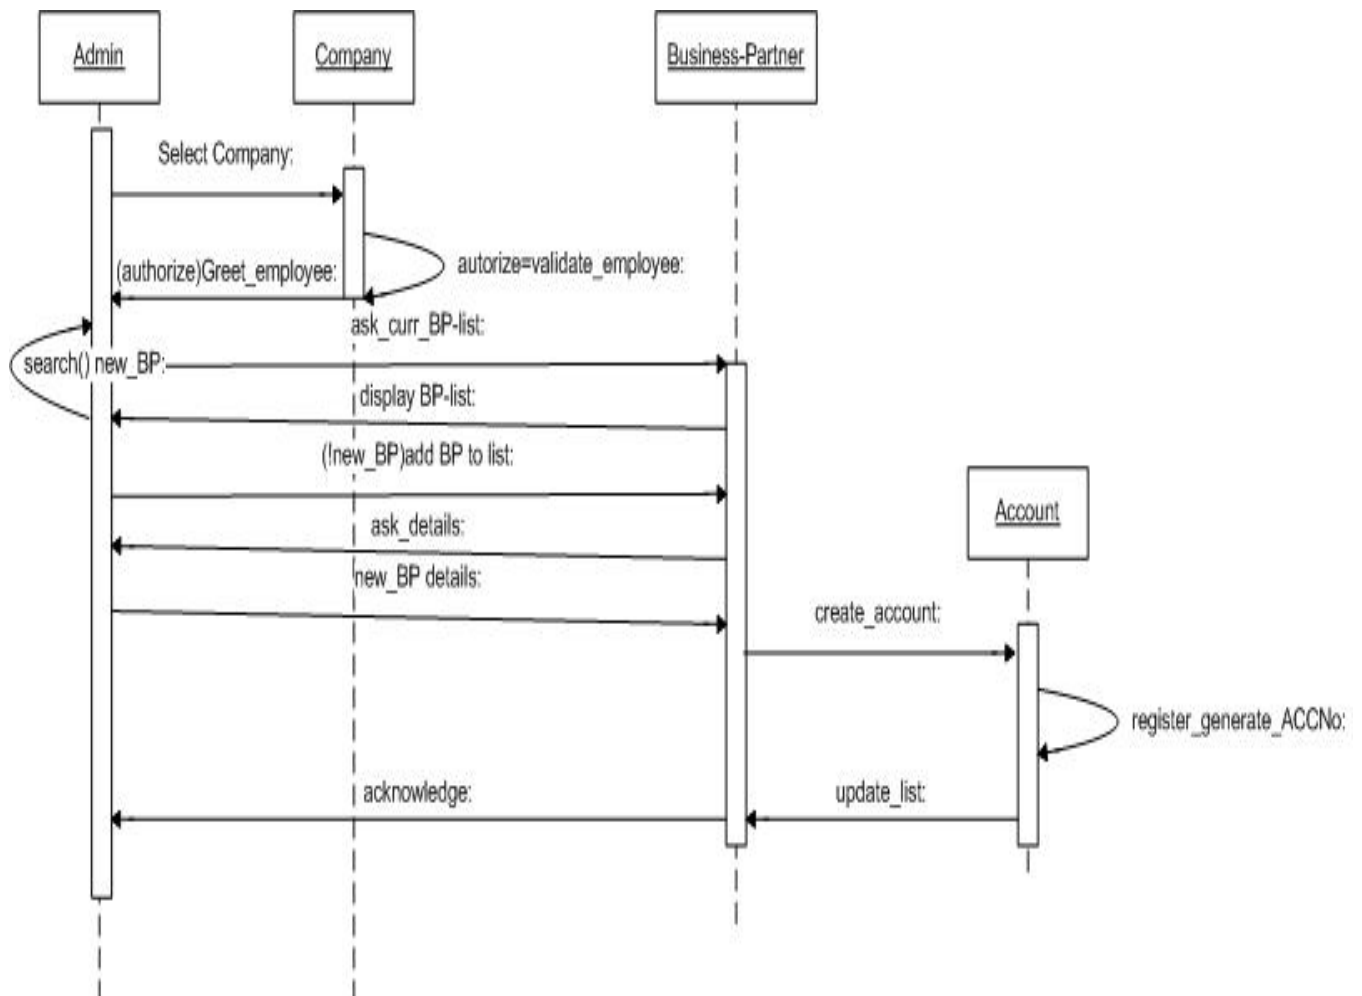 Admin
Company
Business-Partner
Select Company:
(authorize)Greet_employee:
autorize=validate_employee:
ask_curr_BP-list:
search() new_BP:
display BP-list:
(!new_BP)add BP to list:
Account
ask_details:
new_BP details:
create_account:
register_generate_ACCNo:
acknowledge:
update_list: